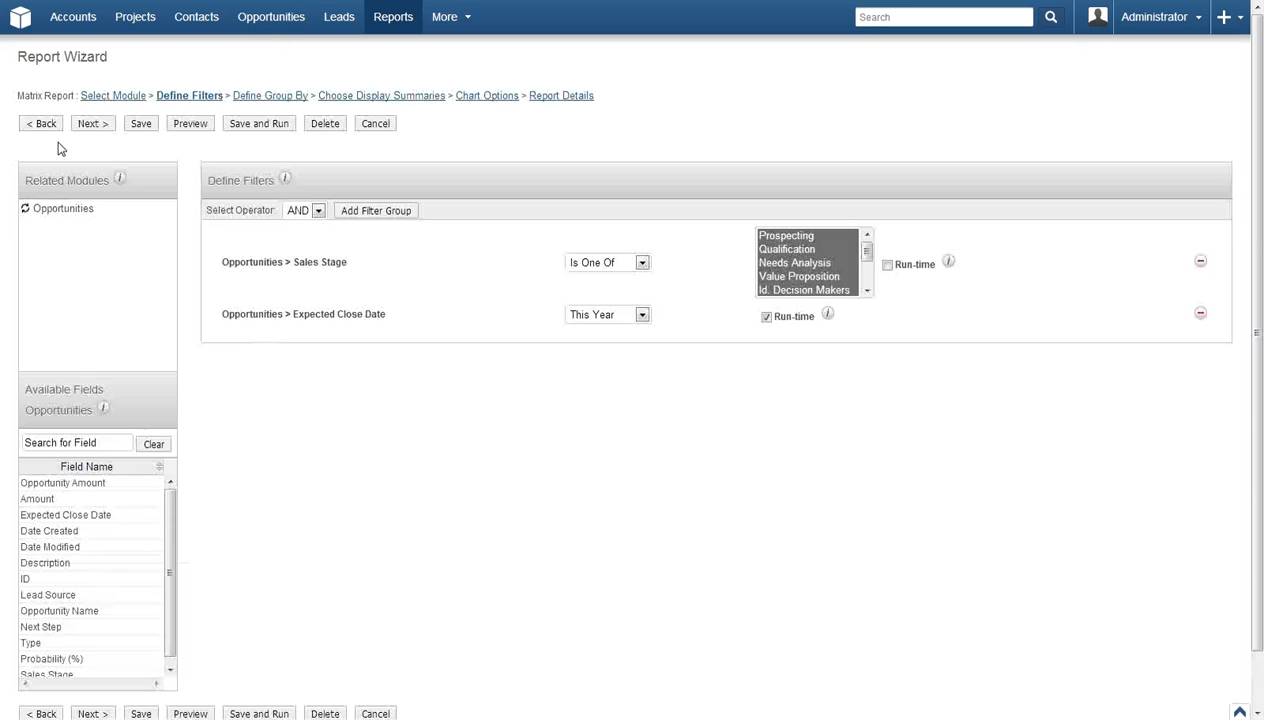 Accounts Projects Contacts Opportunities Leads Reports More Search Administrator
Report Wizard
Matrix Report : Select Module > Define Filters > Define Group By > Choose Display Summaries > Chart Options > Report Details
< Back Next > Save Preview Save and Run Delete Cancel
Related Modules i
Opportunities
Define Filters i
Select Operator: AND Add Filter Group
Opportunities > Sales Stage Is One Of
Prospecting
Qualification
Needs Analysis
Value Proposition
Id. Decision Makers
Run-time i
Opportunities > Expected Close Date This Year Run-time i
Available Fields
Opportunities i
Search for Field Clear
Field Name
Opportunity Amount
Amount
Expected Close Date
Date Created
Date Modified
Description
ID
Lead Source
Opportunity Name
Next Step
Type
Probability (%)
Sales Stage
< Back Next > Save Preview Save and Run Delete Cancel